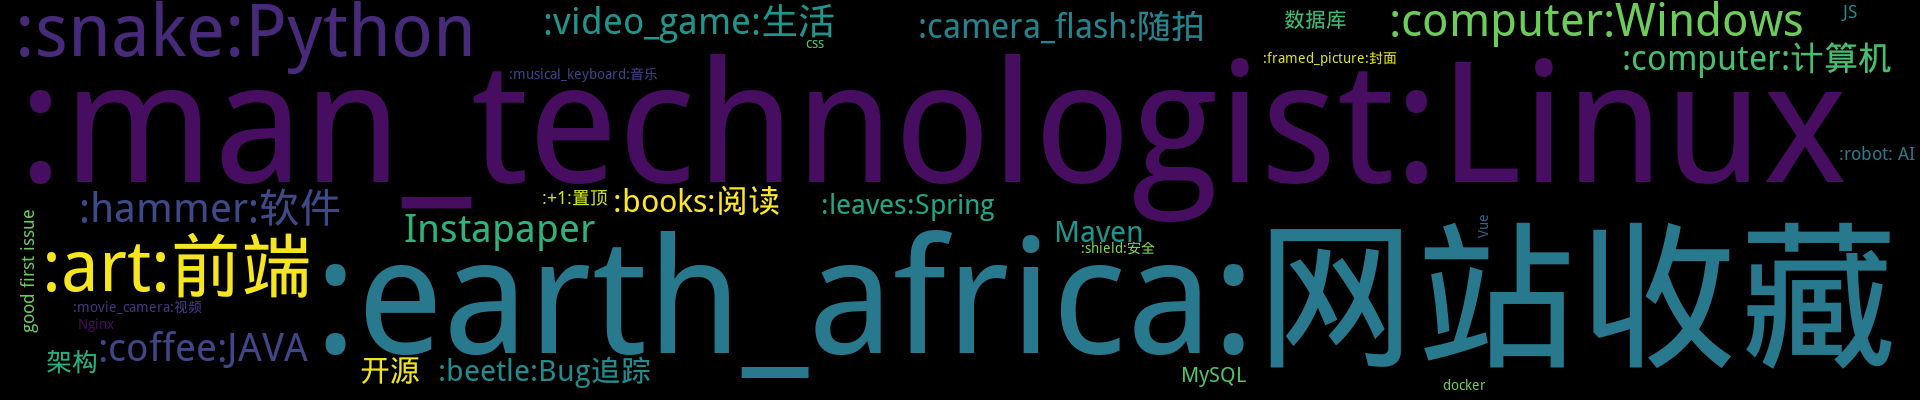 :snake:Python
:video_game:生活
css
:camera_flash:随拍
数据库
:computer:Windows
JS
:framed_picture:封面
:computer:计算机
:musical_keyboard:音乐
:man_technologist:Linux
:robot: AI
:hammer:软件
:+1:置顶
:books:阅读
:leaves:Spring
Instapaper
Maven
:shield:安全
Vue
good first issue
:art:前端
:earth_africa:网站收藏
:movie_camera:视频
Nginx
:coffee:JAVA
架构
开源
:beetle:Bug追踪
MySQL
docker